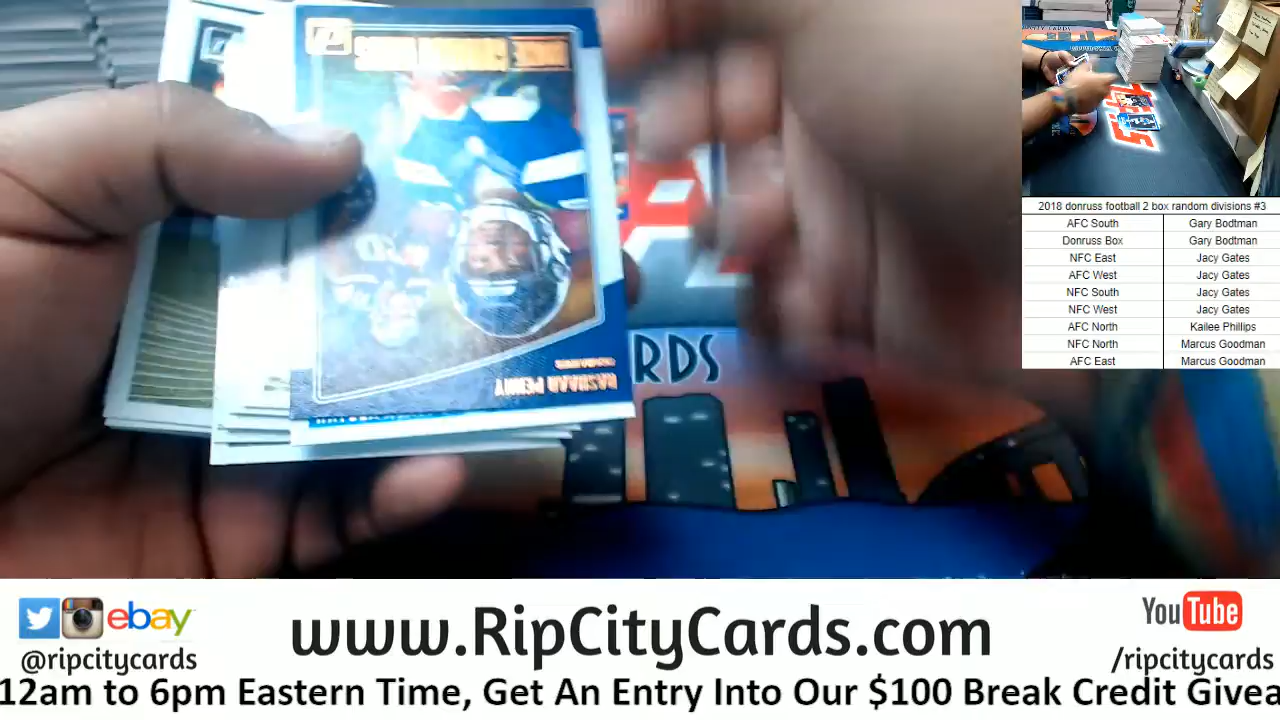 RASHAAD PENNY
RDS
2018 donruss football 2 box random divisions #3
AFC South Gary Bodtman
Donruss Box Gary Bodtman
NFC East Jacy Gates
AFC West Jacy Gates
NFC South Jacy Gates
NFC West Jacy Gates
AFC North Kailee Phillips
NFC North Marcus Goodman
AFC East Marcus Goodman
ebay
www.RipCityCards.com
YouTube
@ripcitycards
/ripcitycards
12am to 6pm Eastern Time, Get An Entry Into Our $100 Break Credit Givea